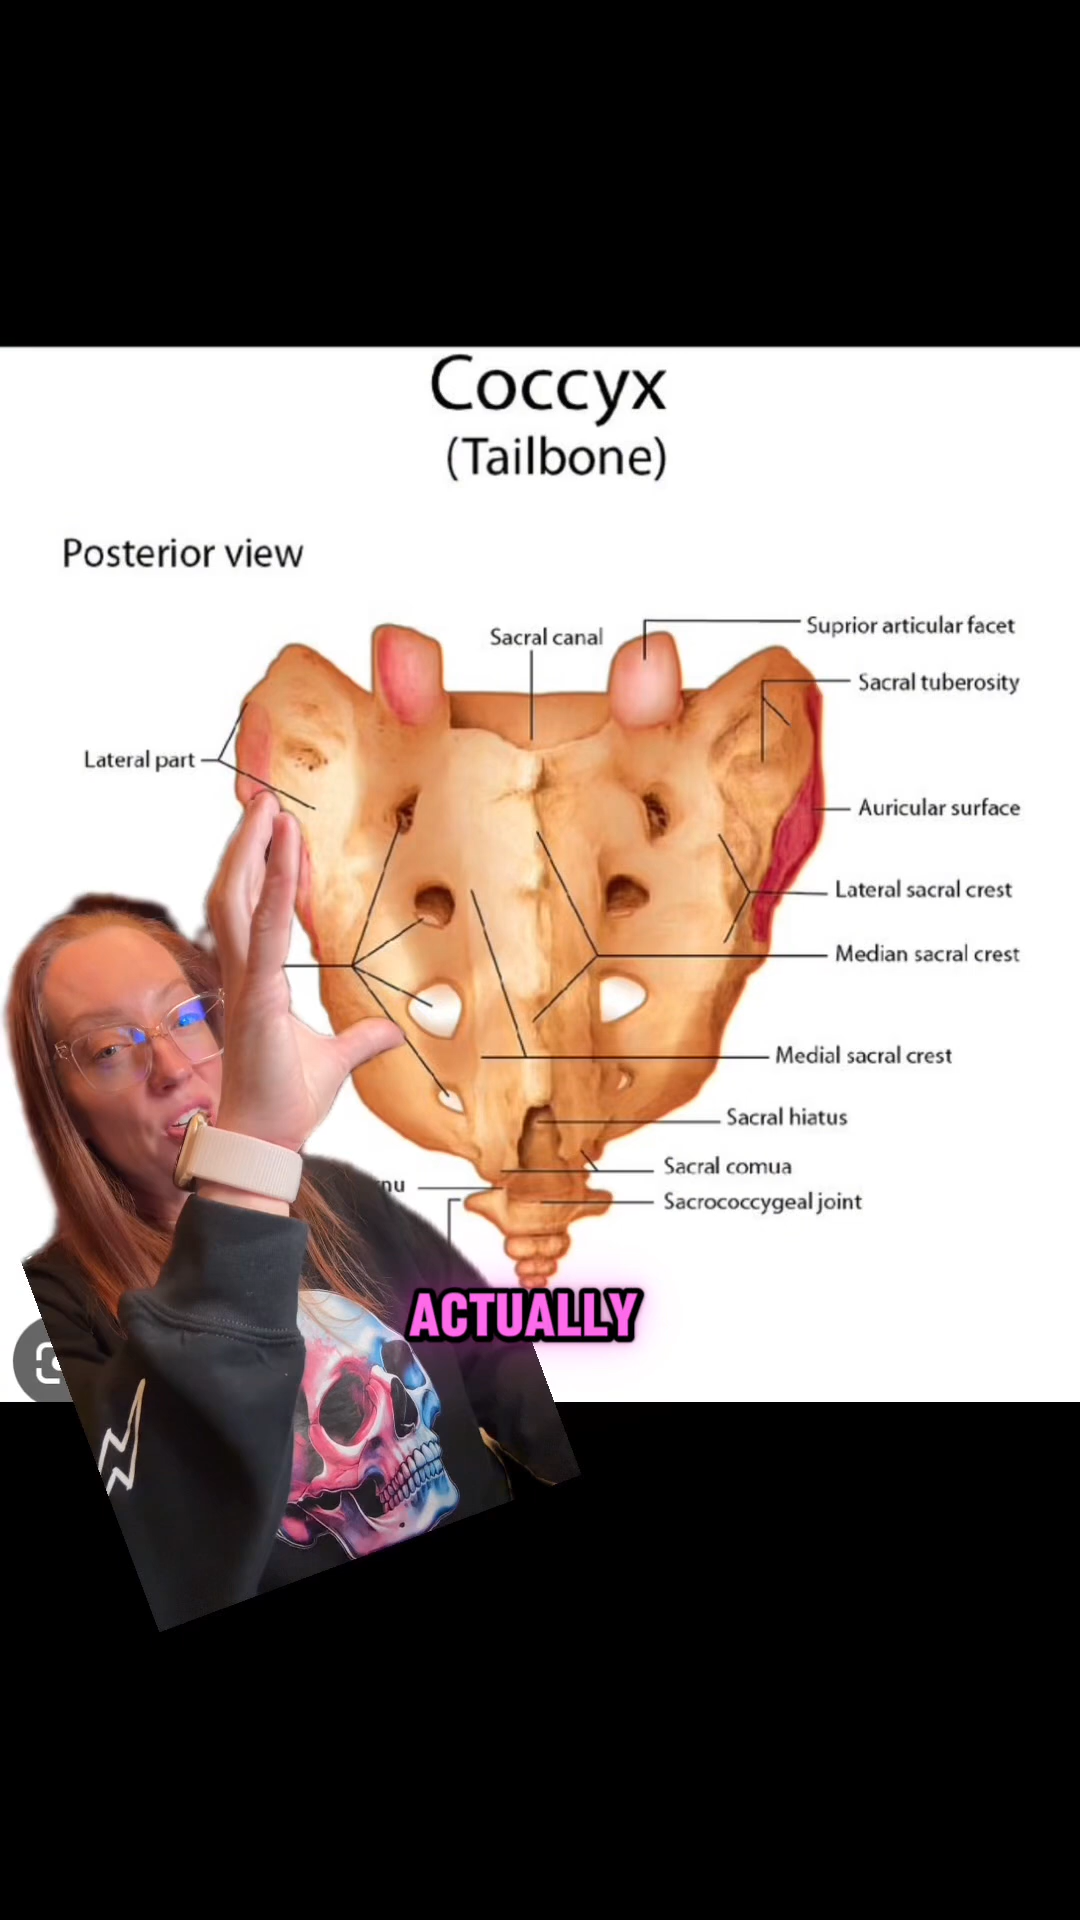 Coccyx
(Tailbone)
Posterior view
Sacral canal
Suprior articular facet
Sacral tuberosity
Lateral part
Auricular surface
Lateral sacral crest
Median sacral crest
Medial sacral crest
Sacral hiatus
Sacral comua
nu
Sacrococcygeal joint
ACTUALLY